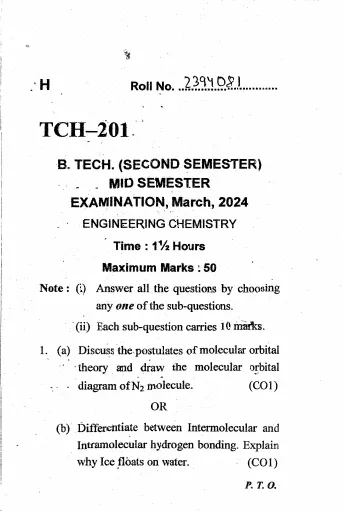 H
Roll No. ..2394081..............
TCH–201
B. TECH. (SECOND SEMESTER)
MID SEMESTER
EXAMINATION, March, 2024
ENGINEERING CHEMISTRY
Time : 1½ Hours
Maximum Marks : 50
Note : (i) Answer all the questions by choosing
any one of the sub-questions.
(ii) Each sub-question carries 10 marks.
1. (a) Discuss the postulates of molecular orbital
theory and draw the molecular orbital
diagram of N₂ molecule. (CO1)
OR
(b) Differentiate between Intermolecular and
Intramolecular hydrogen bonding. Explain
why Ice floats on water. (CO1)
P. T. O.